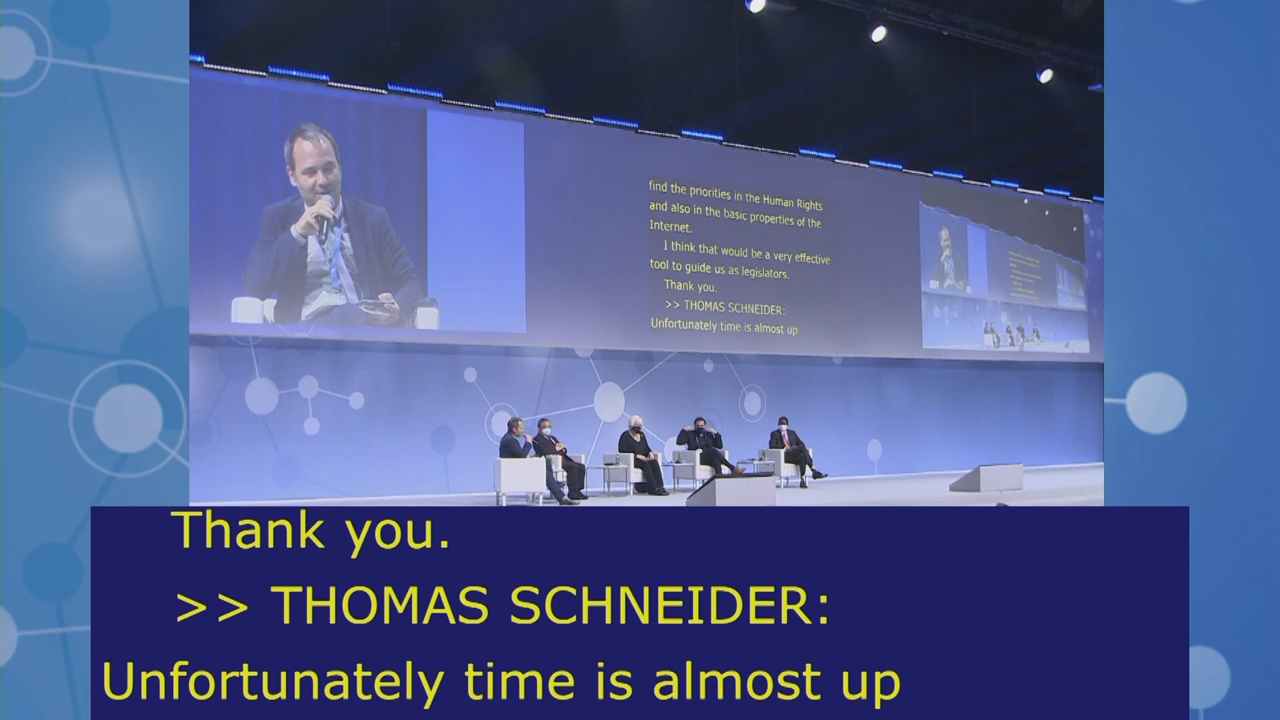 find the priorities in the Human Rights
and also in the basic properties of the
Internet.
I think that would be a very effective
tool to guide us as legislators.
Thank you.
>> THOMAS SCHNEIDER:
Unfortunately time is almost up
Thank you.
>> THOMAS SCHNEIDER:
Unfortunately time is almost up